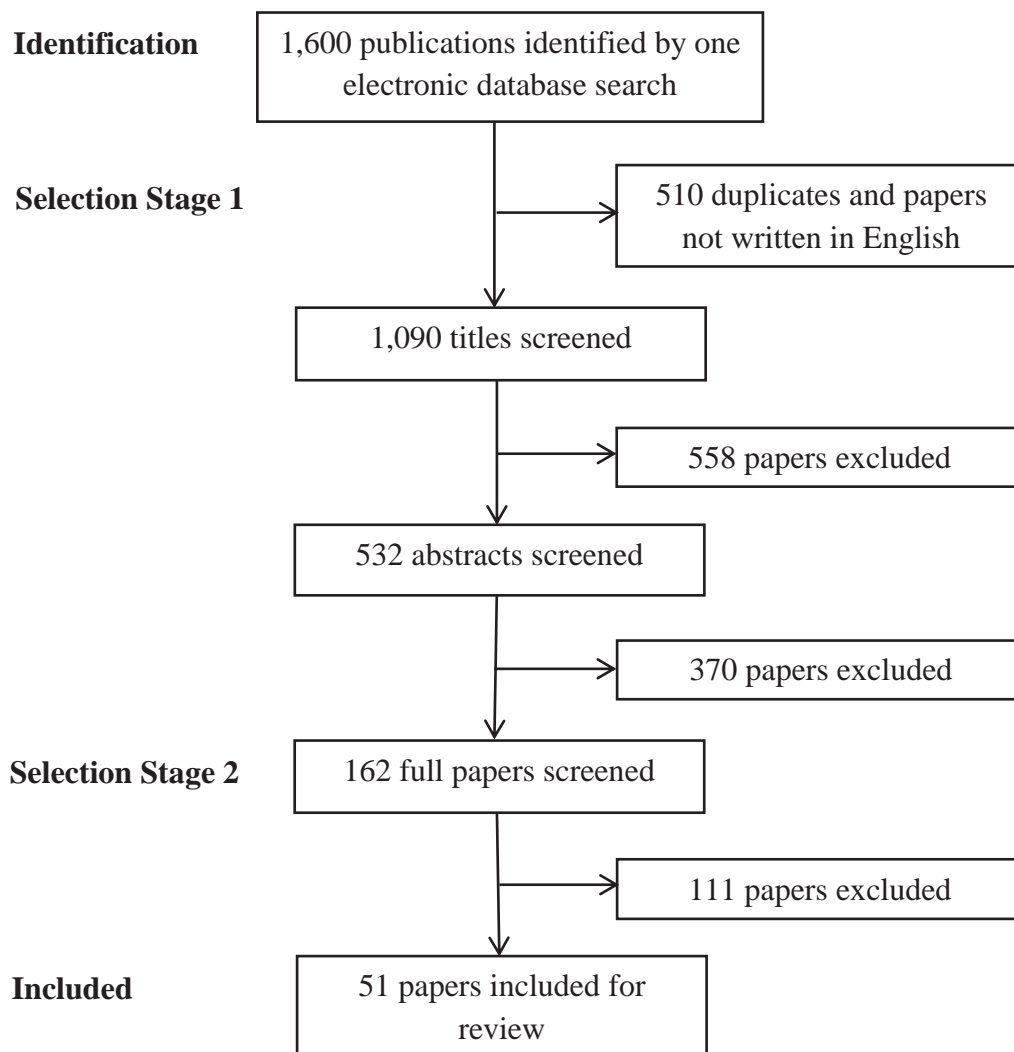 Identification
1,600 publications identified by one
electronic database search
Selection Stage 1
510 duplicates and papers
not written in English
1,090 titles screened
558 papers excluded
532 abstracts screened
370 papers excluded
Selection Stage 2
162 full papers screened
111 papers excluded
Included
51 papers included for
review